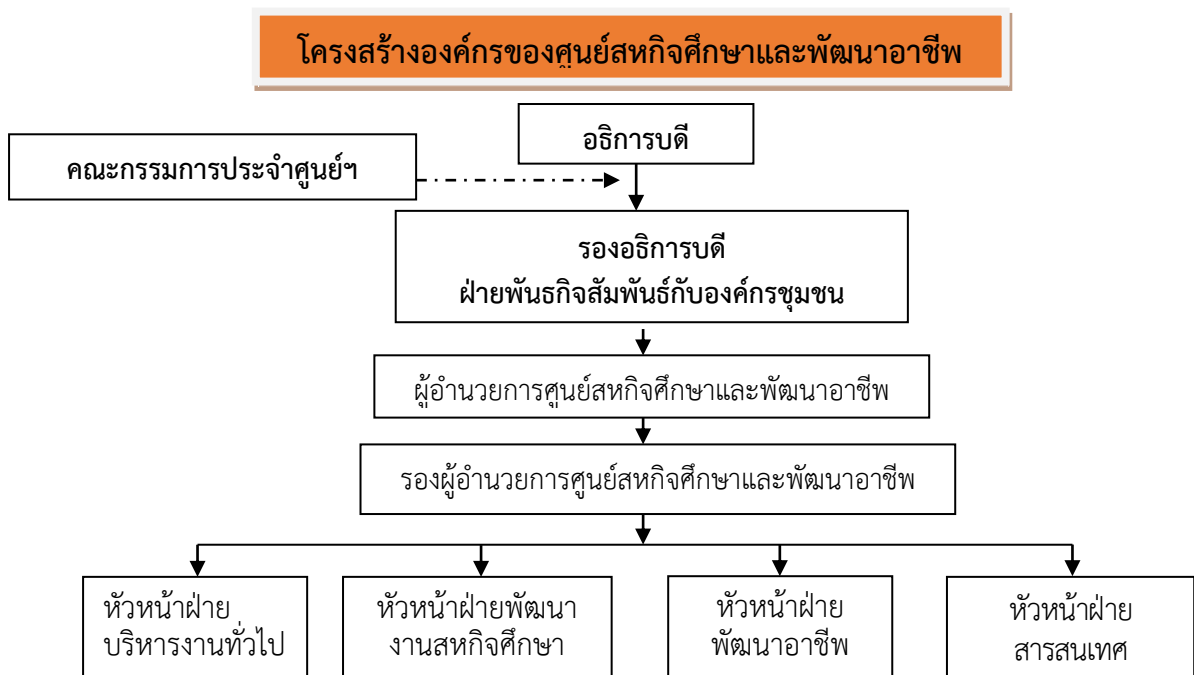 โครงสร้างองค์กรของศูนย์สหกิจศึกษาและพัฒนาอาชีพ
อธิการบดี
คณะกรรมการประจำศูนย์ฯ
รองอธิการบดี
ฝ่ายพันธกิจสัมพันธ์กับองค์กรชุมชน
ผู้อำนวยการศูนย์สหกิจศึกษาและพัฒนาอาชีพ
รองผู้อำนวยการศูนย์สหกิจศึกษาและพัฒนาอาชีพ
หัวหน้าฝ่าย
บริหารงานทั่วไป
หัวหน้าฝ่ายพัฒนา
งานสหกิจศึกษา
หัวหน้าฝ่าย
พัฒนาอาชีพ
หัวหน้าฝ่าย
สารสนเทศ